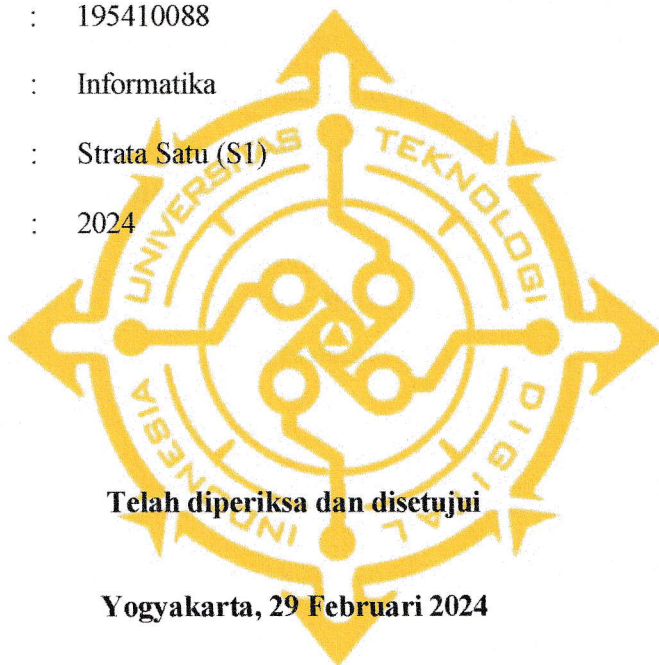 : 195410088
: Informatika
: Strata Satu (S1)
: 2024
UNIVERSITAS TEKNOLOGI DIGITAL INDONESIA
Telah diperiksa dan disetujui
Yogyakarta, 29 Februari 2024